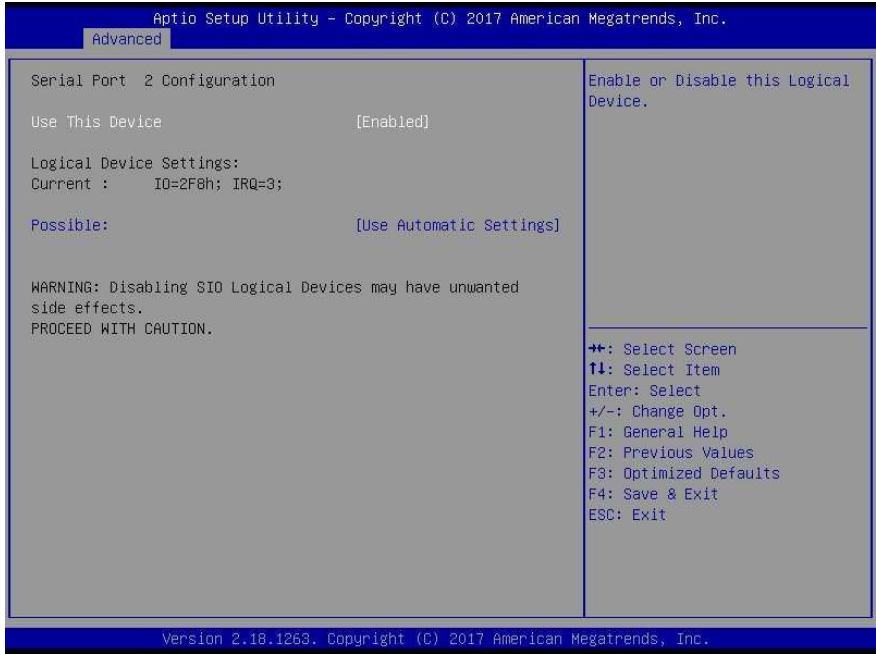 Aptio Setup Utility – Copyright (C) 2017 American Megatrends, Inc.
Advanced
Serial Port 2 Configuration
Use This Device [Enabled]
Logical Device Settings:
Current : IO=2F8h; IRQ=3;
Possible: [Use Automatic Settings]
WARNING: Disabling SIO Logical Devices may have unwanted
side effects.
PROCEED WITH CAUTION.
Enable or Disable this Logical
Device.
→←: Select Screen
↑↓: Select Item
Enter: Select
+/-: Change Opt.
F1: General Help
F2: Previous Values
F3: Optimized Defaults
F4: Save & Exit
ESC: Exit
Version 2.18.1263. Copyright (C) 2017 American Megatrends, Inc.